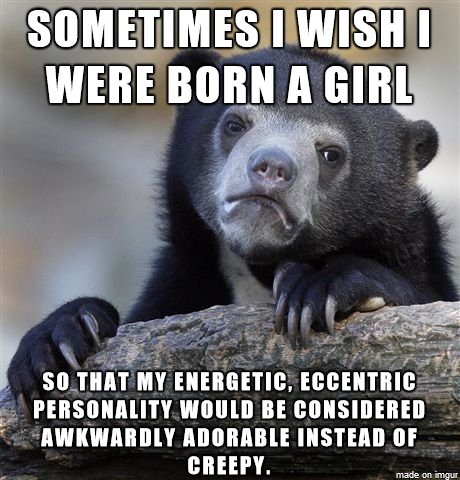 SOMETIMES I WISH I
WERE BORN A GIRL
SO THAT MY ENERGETIC, ECCENTRIC
PERSONALITY WOULD BE CONSIDERED
AWKWARDLY ADORABLE INSTEAD OF
CREEPY.
made on imgur